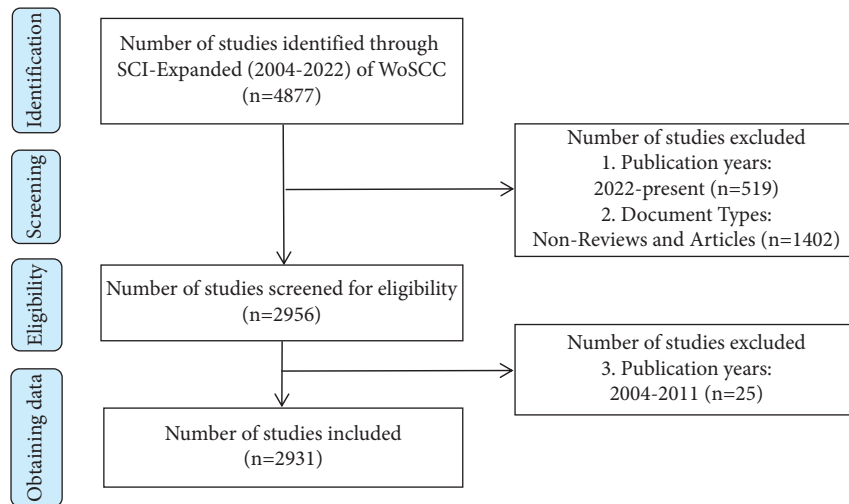 Identification
Number of studies identified through
SCI-Expanded (2004-2022) of WoSCC
(n=4877)
Screening
Number of studies excluded
1. Publication years:
2022-present (n=519)
2. Document Types:
Non-Reviews and Articles (n=1402)
Eligibility
Number of studies screened for eligibility
(n=2956)
Number of studies excluded
3. Publication years:
2004-2011 (n=25)
Obtaining data
Number of studies included
(n=2931)